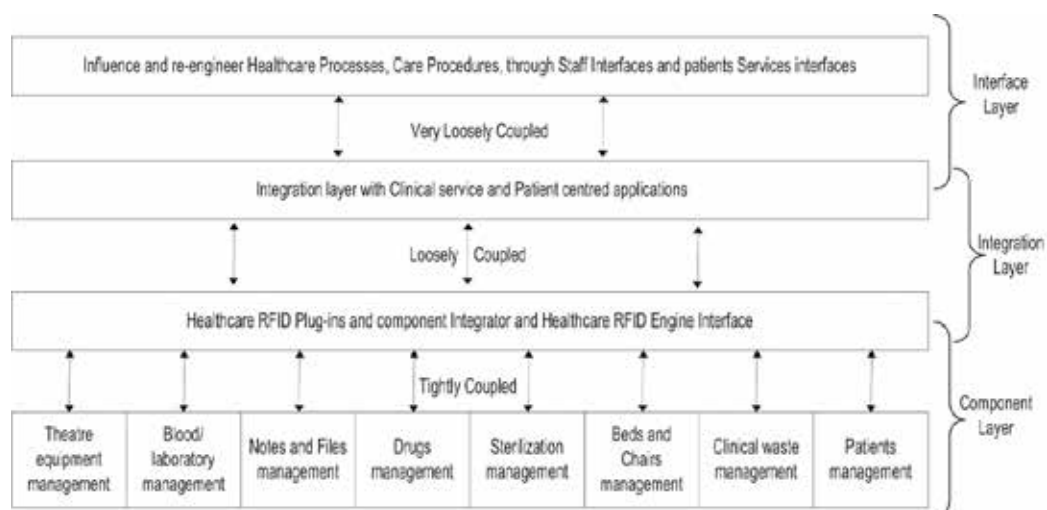 Influence and re-engineer Healthcare Processes, Care Procedures, through Staff Interfaces and patients Services interfaces
Interface
Layer
Very Loosely Coupled
Integration layer with Clinical service and Patient centred applications
Loosely Coupled
Integration
Layer
Healthcare RFID Plug-ins and component Integrator and Healthcare RFID Engine Interface
Tightly Coupled
Component
Layer
Theatre
equipment
management
Blood/
laboratory
management
Notes and Files
management
Drugs
management
Sterilization
management
Beds and
Chairs
management
Clinical waste
management
Patients
management